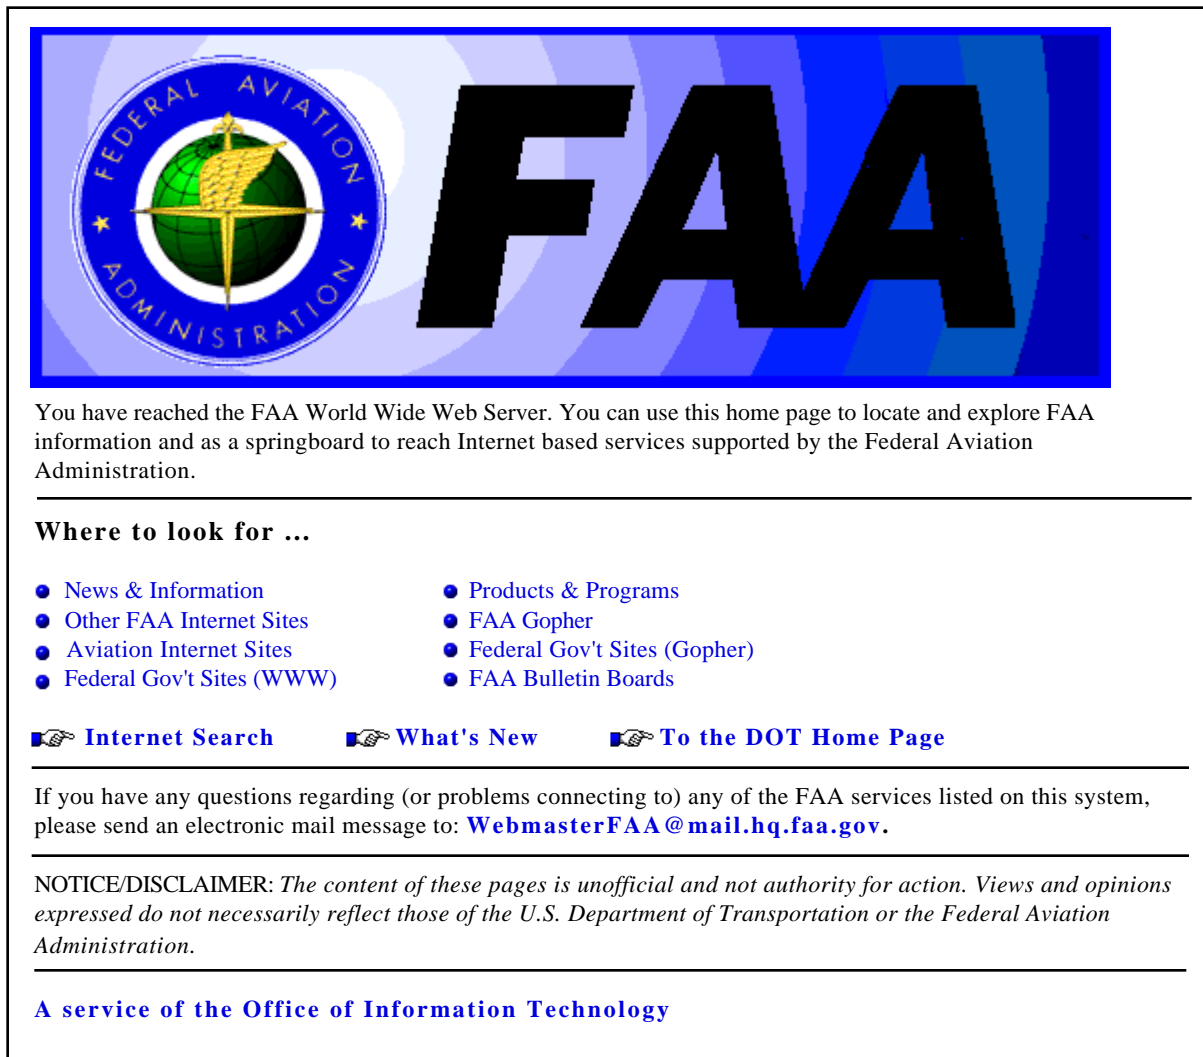 FEDERAL AVIATION ADMINISTRATION
FAA
You have reached the FAA World Wide Web Server. You can use this home page to locate and explore FAA
information and as a springboard to reach Internet based services supported by the Federal Aviation
Administration.
Where to look for ...
News & Information
Other FAA Internet Sites
Aviation Internet Sites
Federal Gov't Sites (WWW)
Products & Programs
FAA Gopher
Federal Gov't Sites (Gopher)
FAA Bulletin Boards
Internet Search What's New To the DOT Home Page
If you have any questions regarding (or problems connecting to) any of the FAA services listed on this system,
please send an electronic mail message to: WebmasterFAA@mail.hq.faa.gov.
NOTICE/DISCLAIMER: The content of these pages is unofficial and not authority for action. Views and opinions
expressed do not necessarily reflect those of the U.S. Department of Transportation or the Federal Aviation
Administration.
A service of the Office of Information Technology